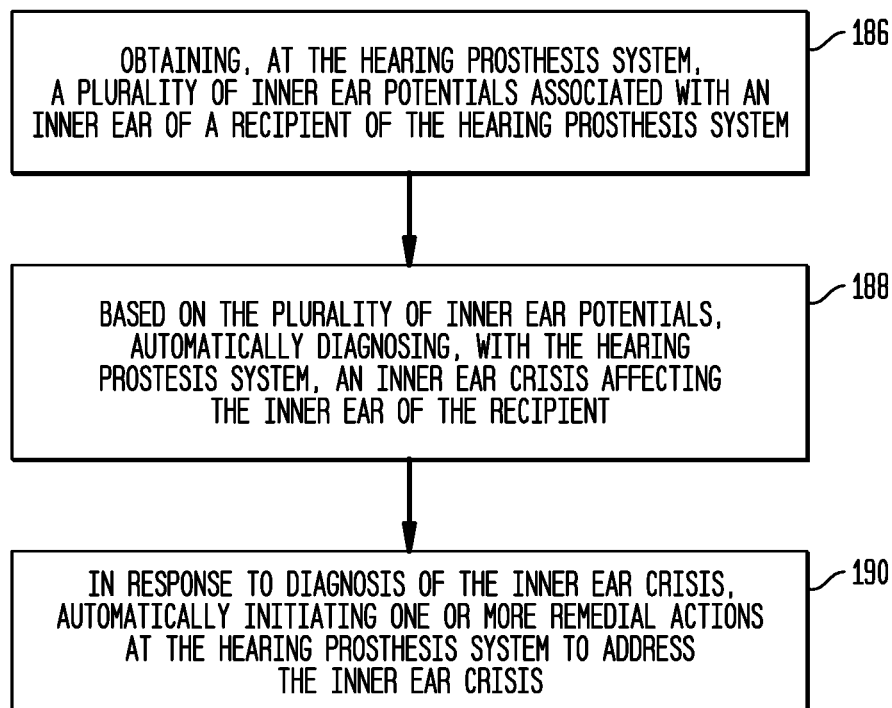 OBTAINING, AT THE HEARING PROSTHESIS SYSTEM,
A PLURALITY OF INNER EAR POTENTIALS ASSOCIATED WITH AN
INNER EAR OF A RECIPIENT OF THE HEARING PROSTHESIS SYSTEM
186
BASED ON THE PLURALITY OF INNER EAR POTENTIALS,
AUTOMATICALLY DIAGNOSING, WITH THE HEARING
PROSTESIS SYSTEM, AN INNER EAR CRISIS AFFECTING
THE INNER EAR OF THE RECIPIENT
188
IN RESPONSE TO DIAGNOSIS OF THE INNER EAR CRISIS,
AUTOMATICALLY INITIATING ONE OR MORE REMEDIAL ACTIONS
AT THE HEARING PROSTHESIS SYSTEM TO ADDRESS
THE INNER EAR CRISIS
190